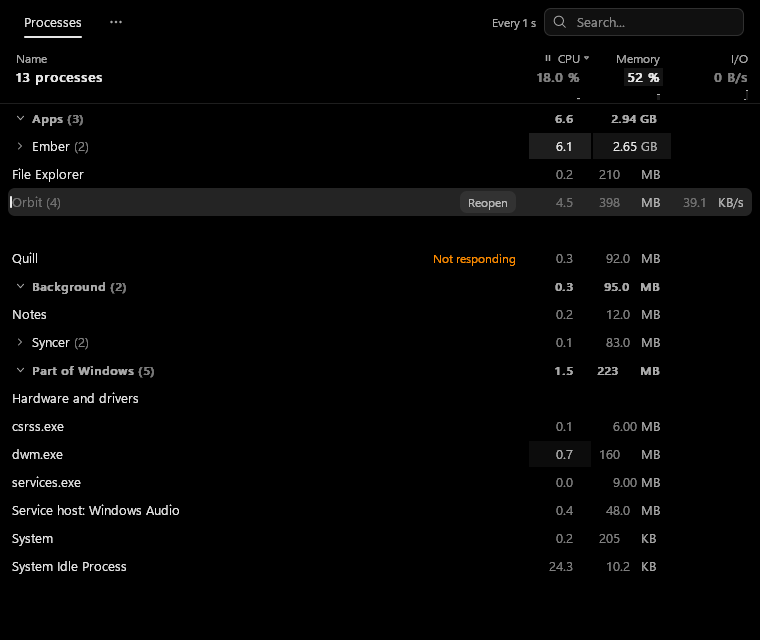 Processes ···
Every 1 s Search...
Name CPU Memory I/O
13 processes 18.0 % 52 % 0 B/s
Apps (3) 6.6 2.94 GB
Ember (2) 6.1 2.65 GB
File Explorer 0.2 210 MB
Orbit (4) Reopen 4.5 398 MB 39.1 KB/s
Quill Not responding 0.3 92.0 MB
Background (2) 0.3 95.0 MB
Notes 0.2 12.0 MB
Syncer (2) 0.1 83.0 MB
Part of Windows (5) 1.5 223 MB
Hardware and drivers
csrss.exe 0.1 6.00 MB
dwm.exe 0.7 160 MB
services.exe 0.0 9.00 MB
Service host: Windows Audio 0.4 48.0 MB
System 0.2 205 KB
System Idle Process 24.3 10.2 KB